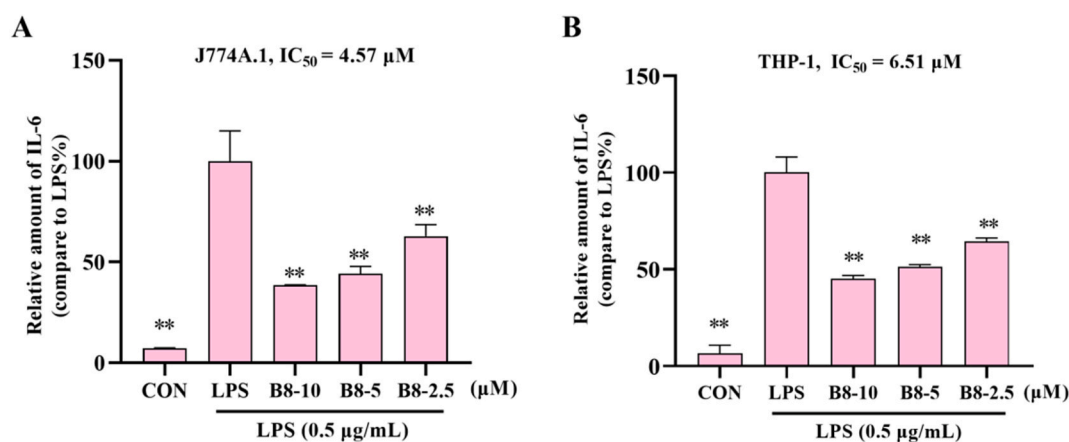 A
J774A.1, IC₅₀ = 4.57 μM
Relative amount of IL-6
(compare to LPS%)
150
100
50
0
**
**
**
**
CON LPS B8-10 B8-5 B8-2.5 (μM)
LPS (0.5 μg/mL)
B
THP-1, IC₅₀ = 6.51 μM
Relative amount of IL-6
(compare to LPS%)
150
100
50
0
**
**
**
**
CON LPS B8-10 B8-5 B8-2.5 (μM)
LPS (0.5 μg/mL)